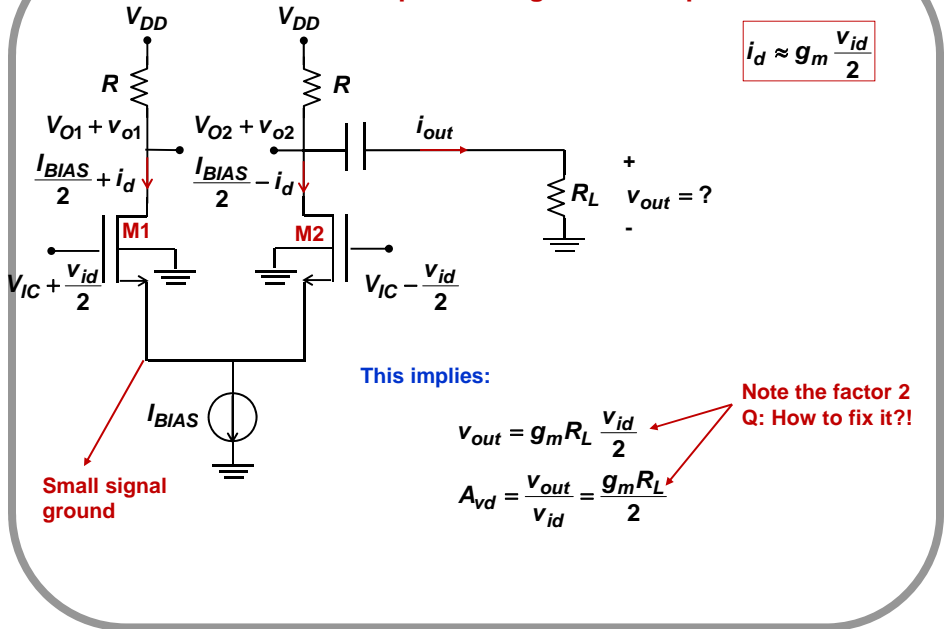 V_DD
V_DD
i_d ≈ g_m v_id/2
R
R
V_O1 + v_o1
V_O2 + v_o2
i_out
I_BIAS/2 + i_d
I_BIAS/2 − i_d
+
R_L
v_out = ?
-
M1
M2
V_IC + v_id/2
V_IC − v_id/2
This implies:
I_BIAS
Note the factor 2
Q: How to fix it?!
v_out = g_m R_L v_id/2
Small signal
ground
A_vd = v_out/v_id = g_m R_L/2